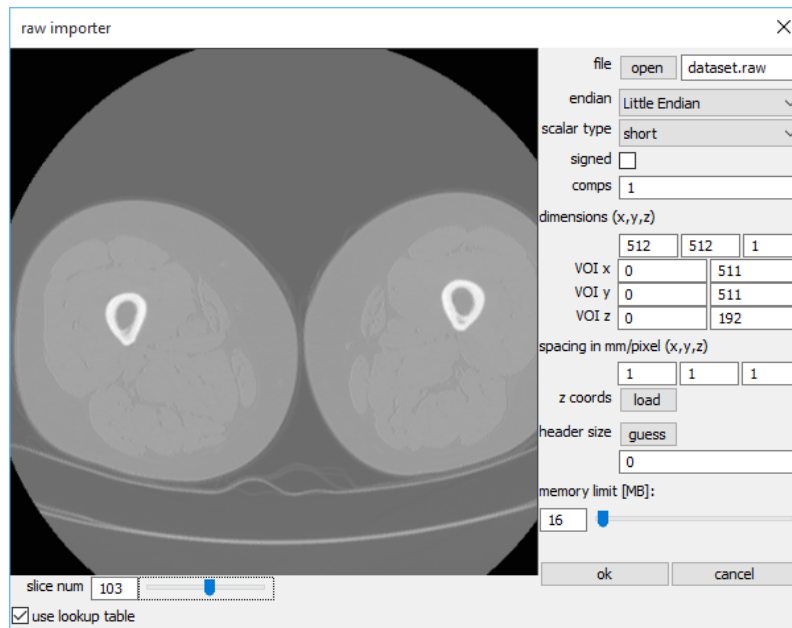 raw importer
file open dataset.raw
endian Little Endian
scalar type short
signed
comps 1
dimensions (x,y,z)
512 512 1
VOI x 0 511
VOI y 0 511
VOI z 0 192
spacing in mm/pixel (x,y,z)
1 1 1
z coords load
header size guess
0
memory limit [MB]:
16
ok cancel
slice num 103
use lookup table